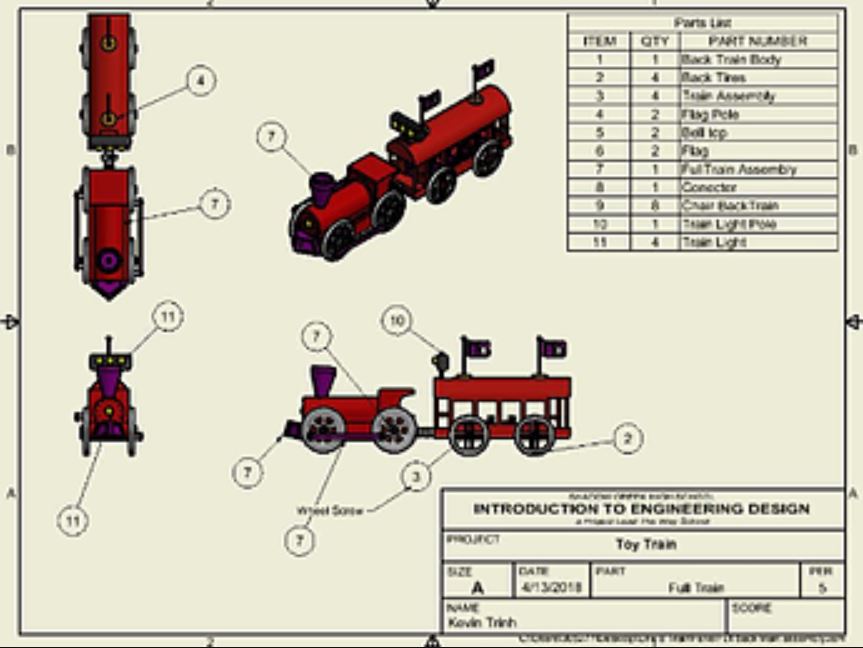 2
1
B
B
A
A
2
Parts List
ITEM QTY PART NUMBER
1 1 Back Train Body
2 4 Back Tires
3 4 Train Assembly
4 2 Flag Pole
5 2 Bell top
6 2 Flag
7 1 Full Train Assembly
8 1 Conector
9 8 Chair BackTrain
10 1 Train Light Pole
11 4 Train Light
4
7
7
11
7
10
2
7
3
Wheel Screw
11
7
INTRODUCTION TO ENGINEERING DESIGN
a Project Lead The Way School
PROJECT
Toy Train
SIZE DATE PART PER
A 4/13/2018 Full Train 5
NAME SCORE
Kevin Trinh